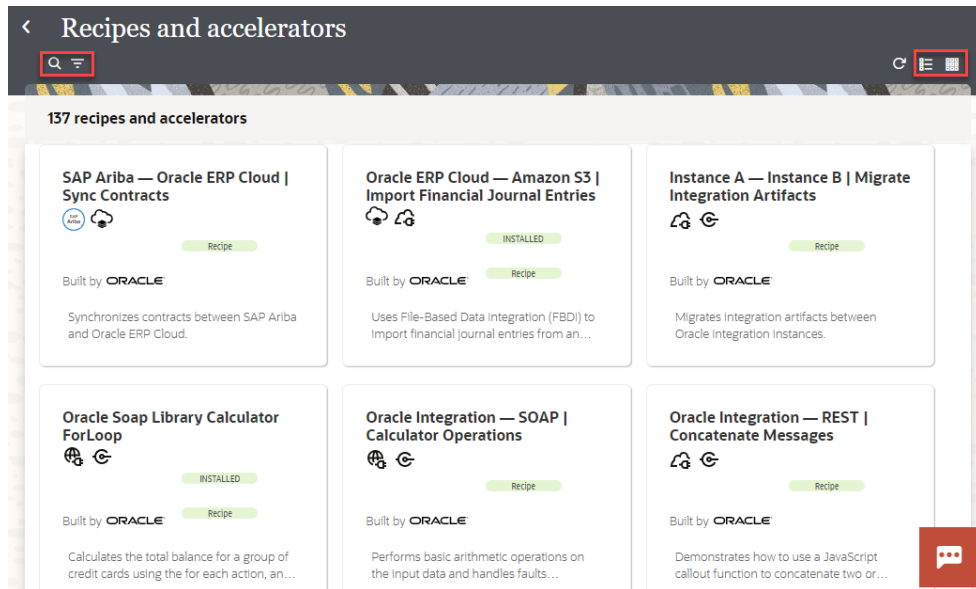 Recipes and accelerators
137 recipes and accelerators
SAP Ariba — Oracle ERP Cloud |
Sync Contracts
SAP
Ariba
Recipe
Built by ORACLE
Synchronizes contracts between SAP Ariba
and Oracle ERP Cloud.
Oracle ERP Cloud — Amazon S3 |
Import Financial Journal Entries
INSTALLED
Recipe
Built by ORACLE
Uses File-Based Data Integration (FBDI) to
import financial journal entries from an...
Instance A — Instance B | Migrate
Integration Artifacts
Recipe
Built by ORACLE
Migrates integration artifacts between
Oracle Integration instances.
Oracle Soap Library Calculator
ForLoop
INSTALLED
Recipe
Built by ORACLE
Calculates the total balance for a group of
credit cards using the for each action, an...
Oracle Integration — SOAP |
Calculator Operations
Recipe
Built by ORACLE
Performs basic arithmetic operations on
the input data and handles faults...
Oracle Integration — REST |
Concatenate Messages
Recipe
Built by ORACLE
Demonstrates how to use a JavaScript
callout function to concatenate two or...